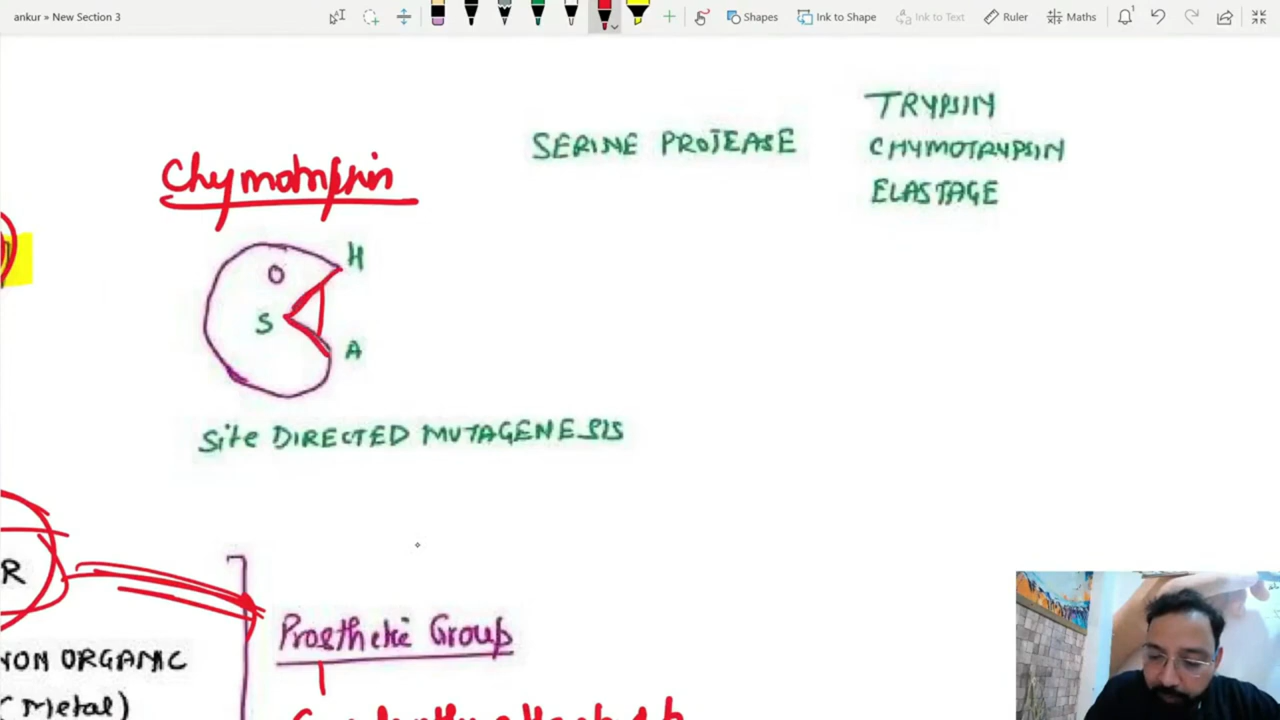 ankur » New Section 3
Shapes
Ink to Shape
Ink to Text
Ruler
Maths
TRYPSIN
SERINE PROTEASE
CHYMOTRYPSIN
Chymotrypsin
ELASTAGE
H
S
A
Site DIRECTED MUTAGENESIS
R
Prosthetic Group
NON ORGANIC
(Metal)